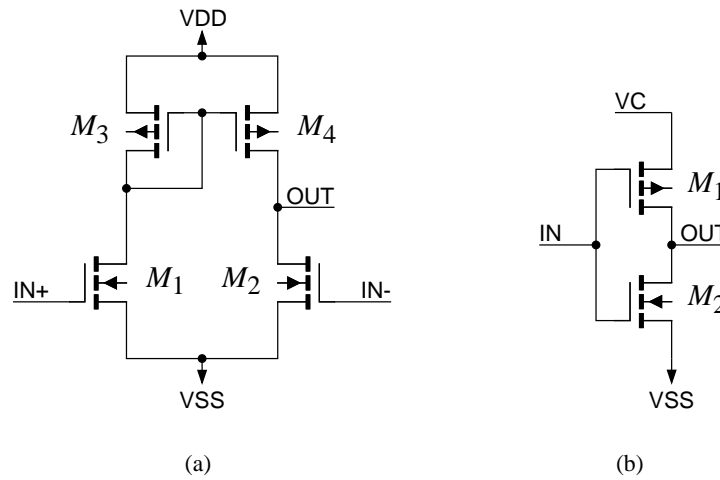 VDD
M3
M4
OUT
IN+
M1
M2
IN-
VSS
(a)
VC
M1
IN
OUT
M2
VSS
(b)